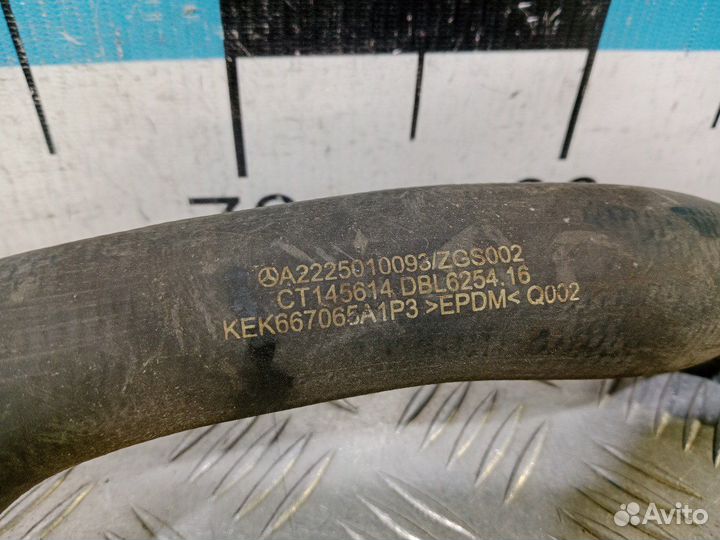 A2225010093/ZGS002
CT145614 DBL6254.16
KEK667065A1P3 >EPDM< Q002
Avito